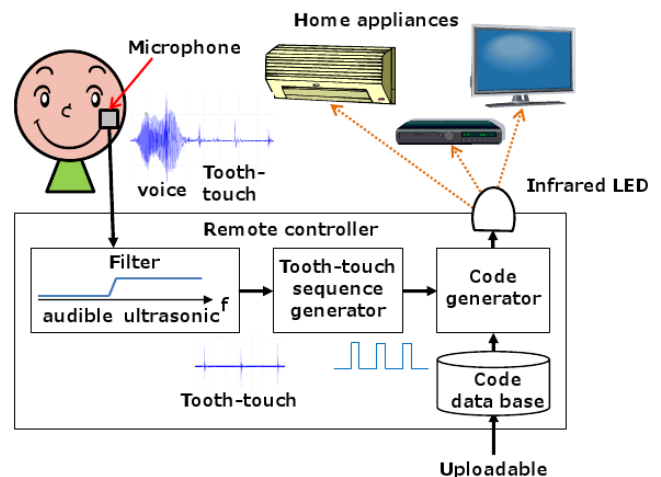 Home appliances
Microphone
voice
Tooth-
touch
Infrared LED
Remote controller
Filter
f
audible ultrasonic
Tooth-touch
sequence
generator
Code
generator
Tooth-touch
Code
data base
Uploadable